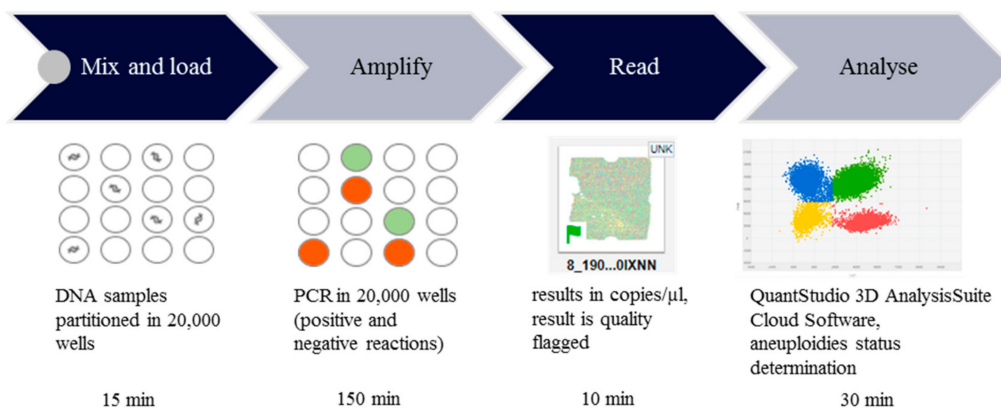 Mix and load
Amplify
Read
Analyse
UNK
8_190...0IXNN
DNA samples
partitioned in 20,000
wells
PCR in 20,000 wells
(positive and
negative reactions)
results in copies/µl,
result is quality
flagged
QuantStudio 3D AnalysisSuite
Cloud Software,
aneuploidies status
determination
15 min
150 min
10 min
30 min